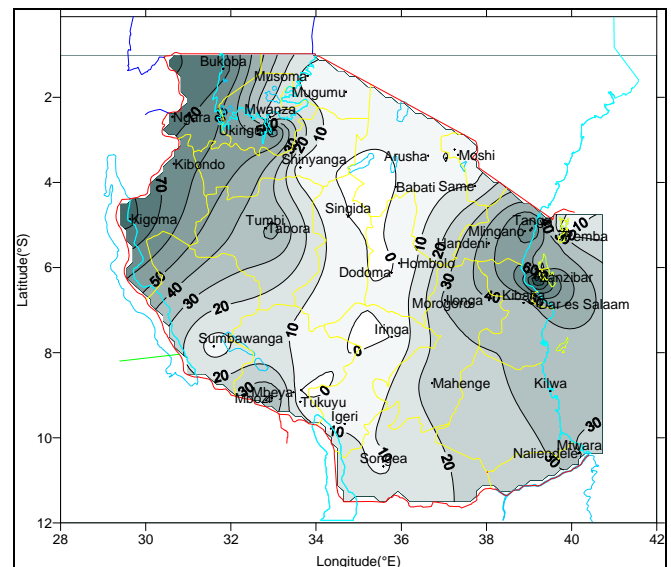 Bukoba
Musoma
Mugumu
2
Mwanza
Ngara
Ukingu
10
30
20
10
Arusha
Moshi
Shinyanga
Kibondo
4
70
Babati
Same
Singida
Kigoma
Tumbi
Tabora
Tanga
Mlingano
10
Pemba
Handeni
10
20
0
Hombolo
Dodoma
6
50
40
30
20
30
60
Zanzibar
Kibaha
40
Dar es Salaam
Ilonga
Morogoro
10
Iringa
Sumbawanga
0
8
20
30
Mbeya
Mbozi
0
Tukuyu
Mahenge
Kilwa
Igeri
10
10
Songea
20
30
Mtwara
Naliendele
30
10
12
28
30
32
34
36
38
40
42
Latitude(°S)
Longitude(°E)